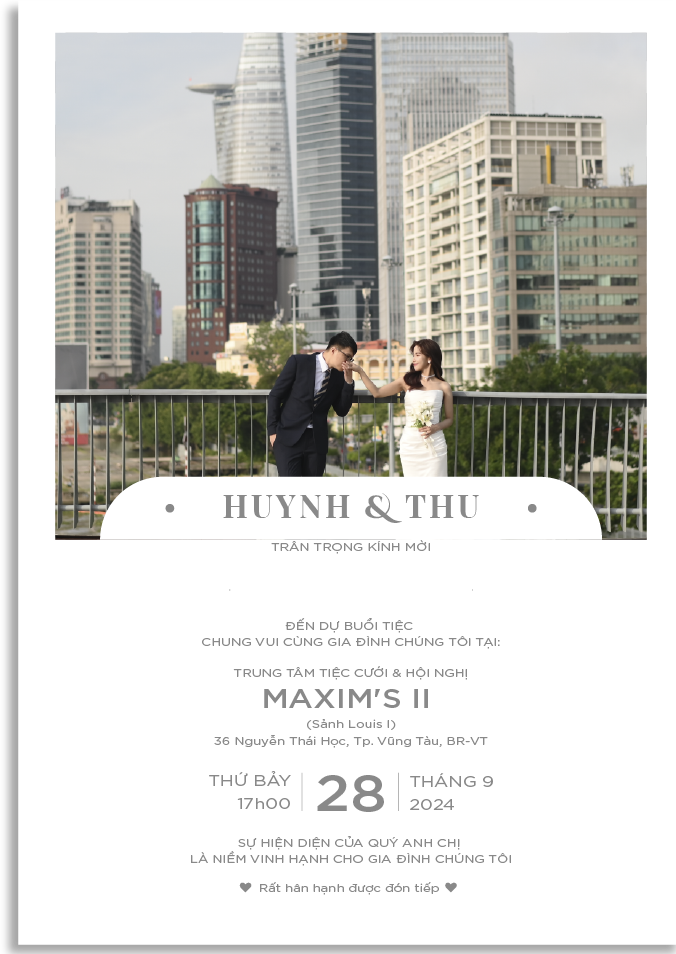 HUYNH & THU
TRÂN TRỌNG KÍNH MỜI
ĐẾN DỰ BUỔI TIỆC
CHUNG VUI CÙNG GIA ĐÌNH CHÚNG TÔI TẠI:
TRUNG TÂM TIỆC CƯỚI & HỘI NGHỊ
MAXIM'S II
(Sảnh Louis I)
36 Nguyễn Thái Học, Tp. Vũng Tàu, BR-VT
THỨ BẢY
17h00
28
THÁNG 9
2024
SỰ HIỆN DIỆN CỦA QUÝ ANH CHỊ
LÀ NIỀM VINH HẠNH CHO GIA ĐÌNH CHÚNG TÔI
♥ Rất hân hạnh được đón tiếp ♥